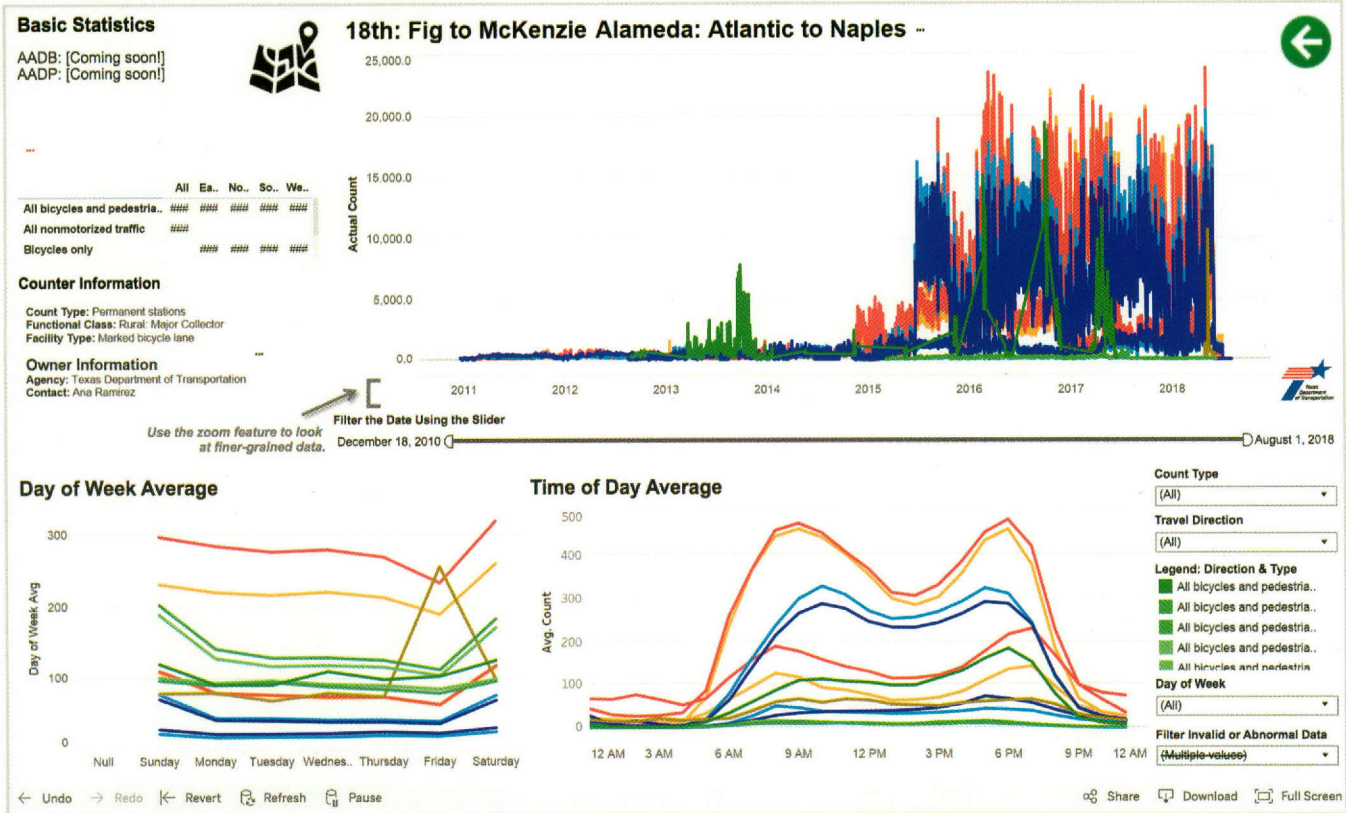 Basic Statistics
AADB: [Coming soon!]
AADP: [Coming soon!]
...
All Ea.. No.. So.. We..
All bicycles and pedestria.. ### ### ### ### ###
All nonmotorized traffic ###
Bicycles only ### ### ### ###
Counter Information
Count Type: Permanent stations
Functional Class: Rural: Major Collector
Facility Type: Marked bicycle lane
...
Owner Information
Agency: Texas Department of Transportation
Contact: Ana Ramirez
Use the zoom feature to look
at finer-grained data.
18th: Fig to McKenzie Alameda: Atlantic to Naples ...
Actual Count
25,000.0
20,000.0
15,000.0
10,000.0
5,000.0
0.0
2011 2012 2013 2014 2015 2016 2017 2018
Texas
Department
of Transportation
Filter the Date Using the Slider
December 18, 2010 August 1, 2018
Day of Week Average
Day of Week Avg
300
200
100
0
Null Sunday Monday Tuesday Wednes.. Thursday Friday Saturday
Time of Day Average
Avg. Count
500
400
300
200
100
0
12 AM 3 AM 6 AM 9 AM 12 PM 3 PM 6 PM 9 PM 12 AM
Count Type
(All)
Travel Direction
(All)
Legend: Direction & Type
All bicycles and pedestria..
All bicycles and pedestria..
All bicycles and pedestria..
All bicycles and pedestria..
All bicycles and pedestria
Day of Week
(All)
Filter Invalid or Abnormal Data
(Multiple values)
Undo Redo Revert Refresh Pause
Share Download Full Screen